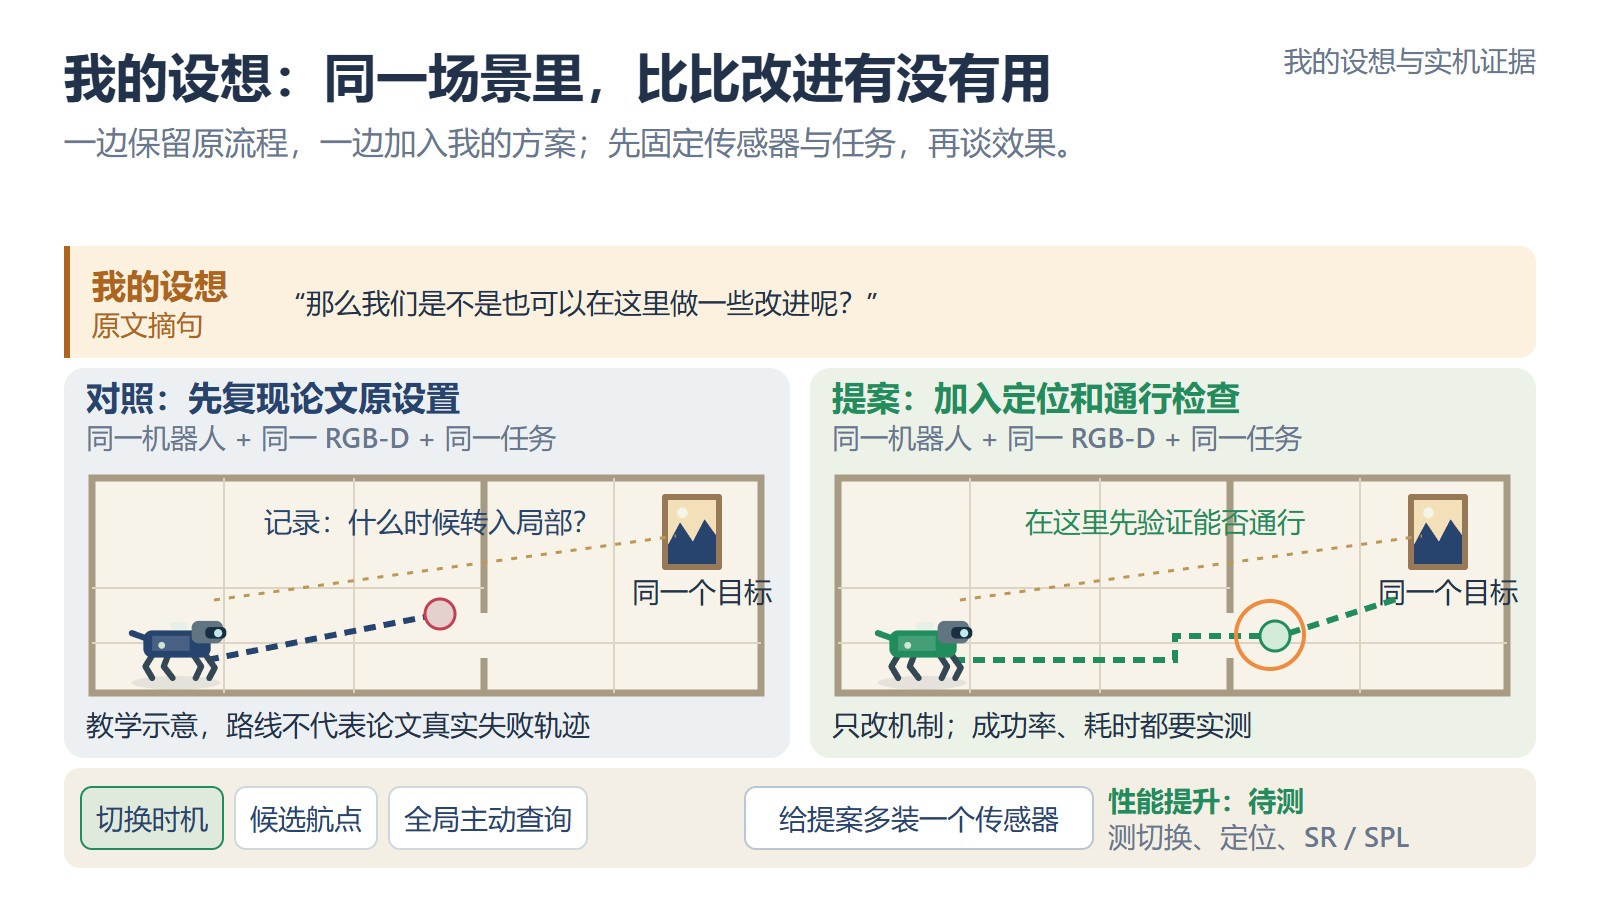 我的设想：同一场景里，比比改进有没有用
我的设想与实机证据
一边保留原流程，一边加入我的方案；先固定传感器与任务，再谈效果。
我的设想
原文摘句
“那么我们是不是也可以在这里做一些改进呢？”
对照：先复现论文原设置
同一机器人 + 同一 RGB-D + 同一任务
记录：什么时候转入局部？
同一个目标
教学示意，路线不代表论文真实失败轨迹
提案：加入定位和通行检查
同一机器人 + 同一 RGB-D + 同一任务
在这里先验证能否通行
同一个目标
只改机制；成功率、耗时都要实测
切换时机
候选航点
全局主动查询
给提案多装一个传感器
性能提升：待测
测切换、定位、SR / SPL